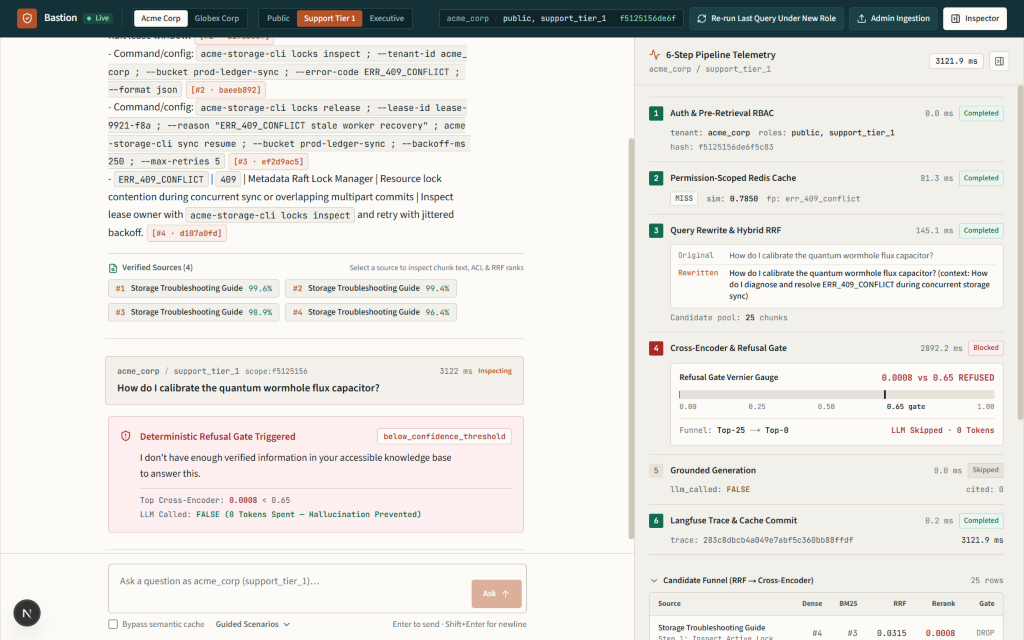 Bastion
Live
Acme Corp
Globex Corp
Public
Support Tier 1
Executive
acme_corp / public, support_tier_1 f5125156de6f
Re-run Last Query Under New Role
Admin Ingestion
Inspector
- Command/config: acme-storage-cli locks inspect ; --tenant-id acme_
corp ; --bucket prod-ledger-sync ; --error-code ERR_409_CONFLICT ;
--format json [#2 · baeeb892]
- Command/config: acme-storage-cli locks release ; --lease-id lease-
9921-f8a ; --reason "ERR_409_CONFLICT stale worker recovery" ; acme
-storage-cli sync resume ; --bucket prod-ledger-sync ; --backoff-ms
250 ; --max-retries 5 [#3 · ef2d9ac5]
- ERR_409_CONFLICT | 409 | Metadata Raft Lock Manager | Resource lock
contention during concurrent sync or overlapping multipart commits | Inspect
lease owner with acme-storage-cli locks inspect and retry with jittered
backoff. [#4 · d107a0fd]
Verified Sources (4)
Select a source to inspect chunk text, ACL & RRF ranks
#1 Storage Troubleshooting Guide 99.6%
#2 Storage Troubleshooting Guide 99.4%
#3 Storage Troubleshooting Guide 98.9%
#4 Storage Troubleshooting Guide 96.4%
acme_corp / support_tier_1 scope:f5125156
3122 ms Inspecting
How do I calibrate the quantum wormhole flux capacitor?
Deterministic Refusal Gate Triggered
below_confidence_threshold
I don't have enough verified information in your accessible knowledge base
to answer this.
Top Cross-Encoder: 0.0008 < 0.65
LLM Called: FALSE (0 Tokens Spent — Hallucination Prevented)
Ask a question as acme_corp (support_tier_1)...
Ask
Bypass semantic cache
Guided Scenarios
Enter to send · Shift+Enter for newline
N
6-Step Pipeline Telemetry
acme_corp / support_tier_1
3121.9 ms
1 Auth & Pre-Retrieval RBAC 0.0 ms Completed
tenant: acme_corp roles: public, support_tier_1
hash: f5125156de6f5c83
2 Permission-Scoped Redis Cache 81.3 ms Completed
MISS sim: 0.7850 fp: err_409_conflict
3 Query Rewrite & Hybrid RRF 145.1 ms Completed
Original How do I calibrate the quantum wormhole flux capacitor?
Rewritten How do I calibrate the quantum wormhole flux capacitor? (context: How
do I diagnose and resolve ERR_409_CONFLICT during concurrent storage
sync)
Candidate pool: 25 chunks
4 Cross-Encoder & Refusal Gate 2892.2 ms Blocked
Refusal Gate Vernier Gauge 0.0008 vs 0.65 REFUSED
0.00 0.25 0.50 0.65 gate 1.00
Funnel: Top-25 → Top-0 LLM Skipped · 0 Tokens
5 Grounded Generation 0.0 ms Skipped
llm_called: FALSE cited: 0
6 Langfuse Trace & Cache Commit 0.2 ms Completed
trace: 283c8dbcb4a049e7abf5c360bb88ffdf 3121.9 ms
Candidate Funnel (RRF → Cross-Encoder) 25 rows
Source Dense BM25 RRF Rerank Gate
Storage Troubleshooting Guide
#4 #3 0.0315 0.0008 DROP
Step 1: Inspect Active Lock